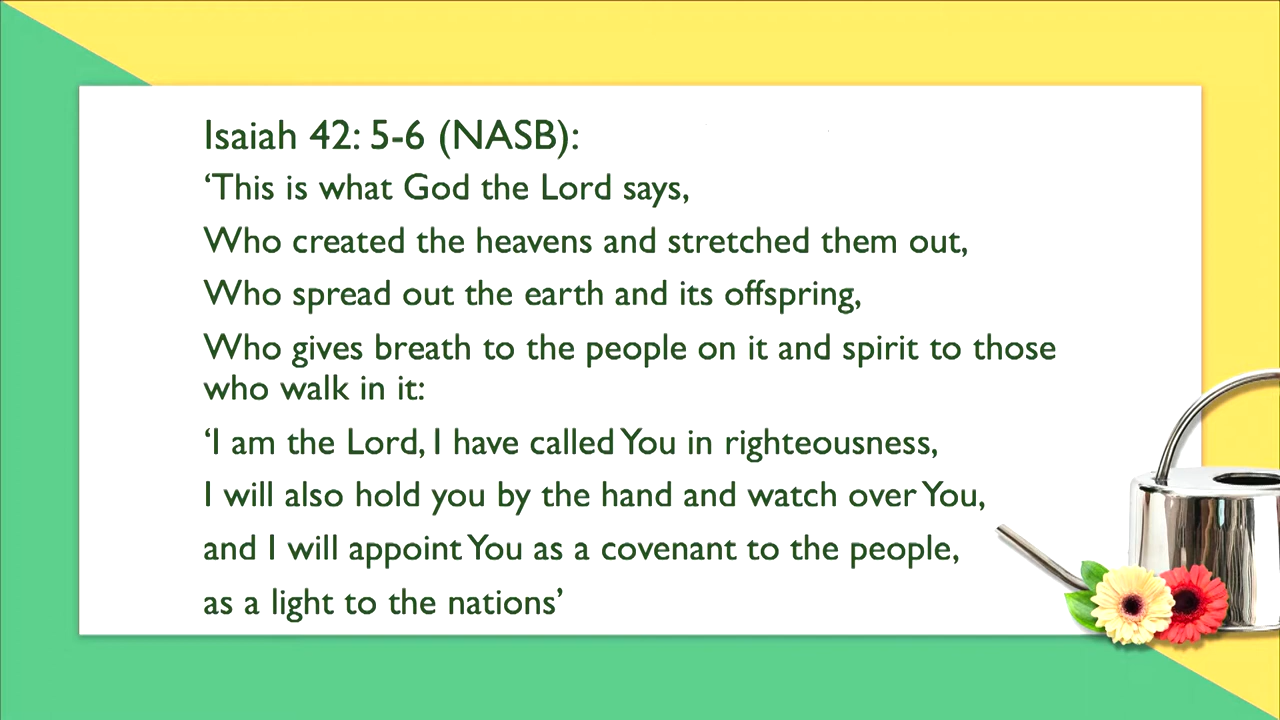 Isaiah 42: 5-6 (NASB):
‘This is what God the Lord says,
Who created the heavens and stretched them out,
Who spread out the earth and its offspring,
Who gives breath to the people on it and spirit to those
who walk in it:
‘I am the Lord, I have called You in righteousness,
I will also hold you by the hand and watch over You,
and I will appoint You as a covenant to the people,
as a light to the nations’